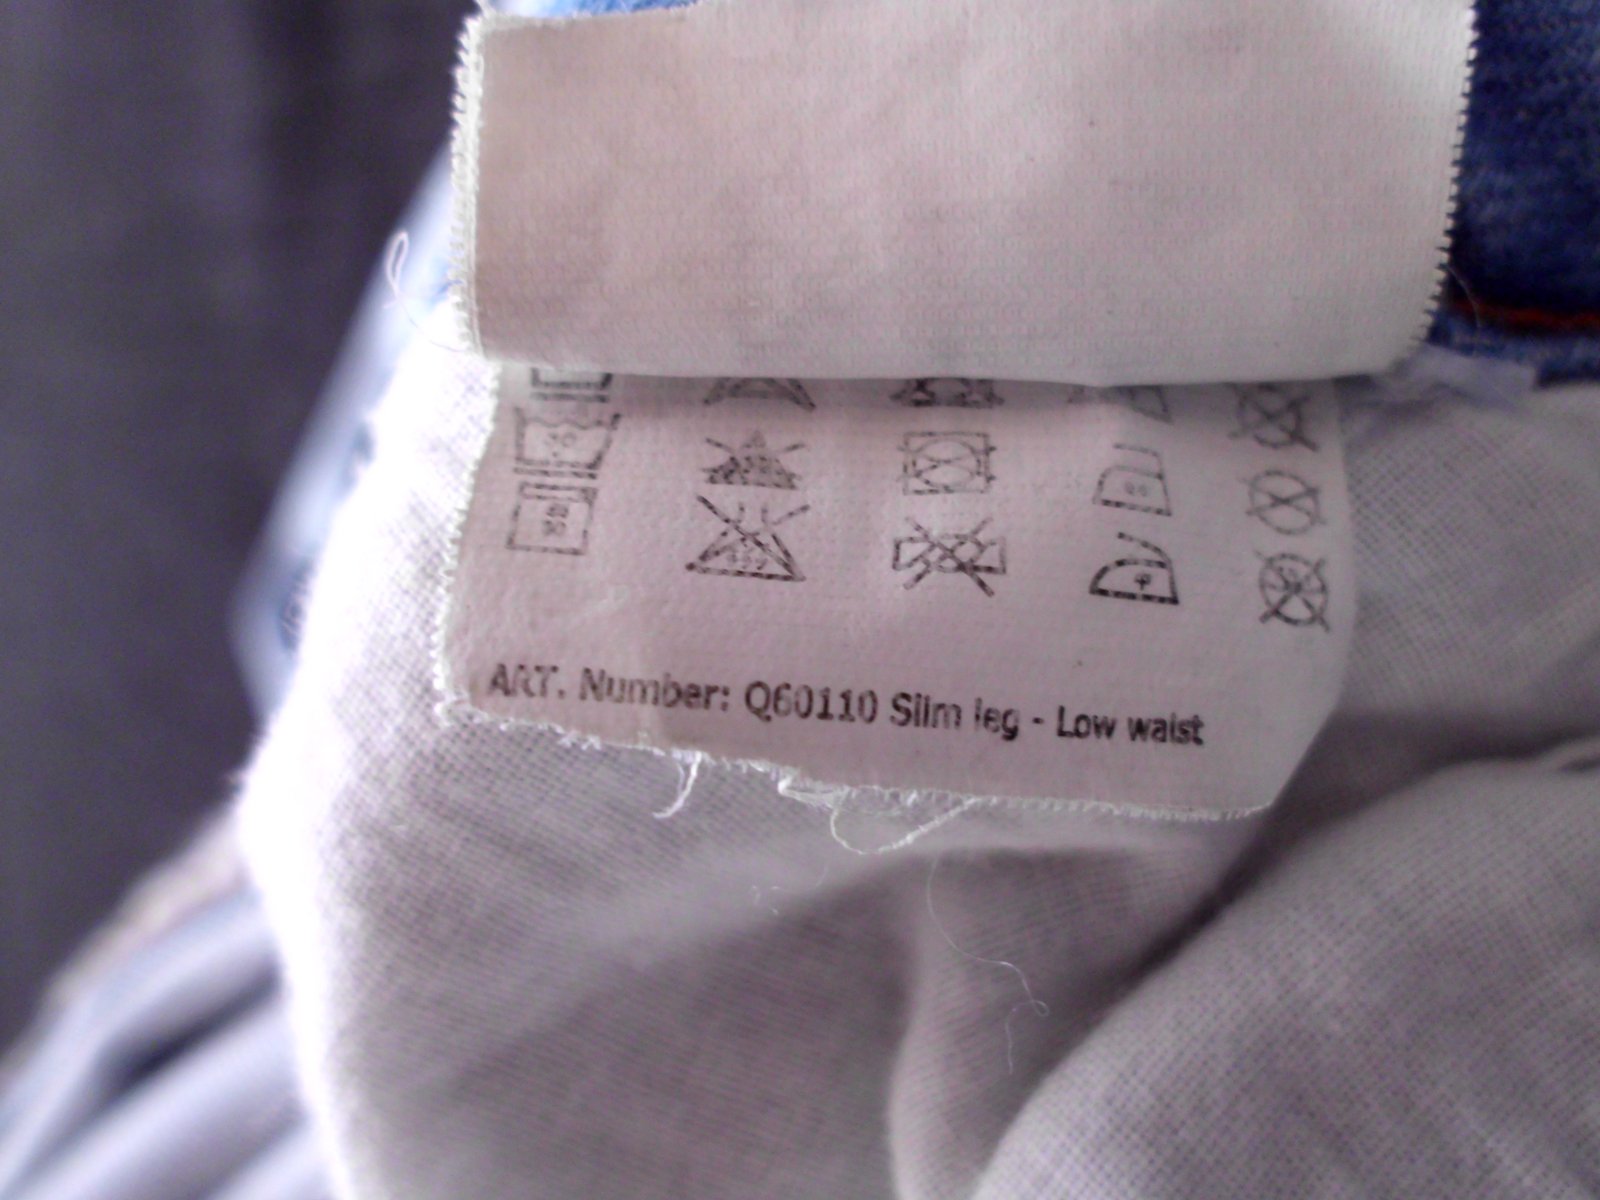 ART. Number: Q60110 Slim leg - Low waist